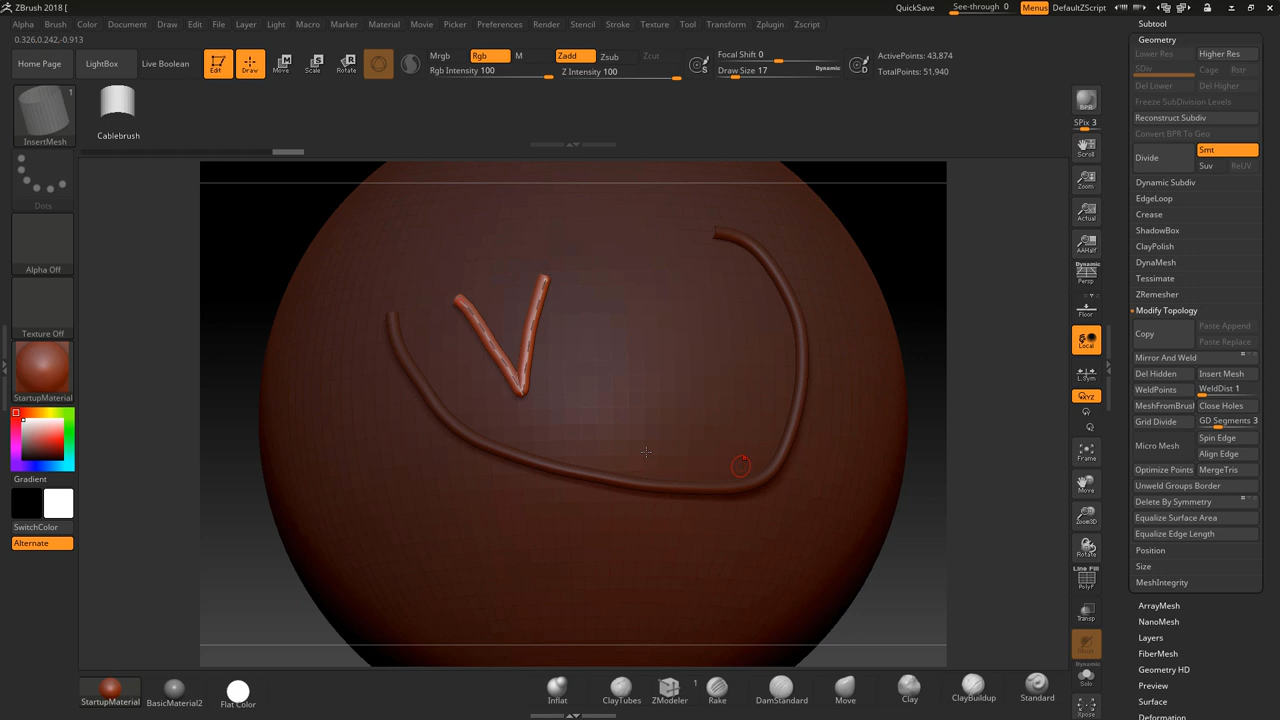 ZBrush 2018 [
QuickSave See-through 0 Menus DefaultZScript
Alpha Brush Color Document Draw Edit File Layer Light Macro Marker Material Movie Picker Preferences Render Stencil Stroke Texture Tool Transform Zplugin Zscript
0.326,0.242,-0.913
Home Page LightBox Live Boolean Edit Draw Move Scale Rotate
Mrgb Rgb M Zadd Zsub Zcut
Rgb Intensity 100 Z Intensity 100
Focal Shift 0
Draw Size 17 Dynamic
S D
ActivePoints: 43,874
TotalPoints: 51,940
1
InsertMesh
Cablebrush
Dots
Alpha Off
Texture Off
StartupMaterial
Gradient
SwitchColor
Alternate
BPR
SPix 3
Scroll
Zoom
Actual
AAHalf
Dynamic
Persp
Floor
Local
L.Sym
XYZ
Frame
Move
Zoom3D
Rotate
Line Fill
PolyF
Transp
Dynamic
Solo
Xpose
Subtool
Geometry
Lower Res Higher Res
SDiv Cage Rstr
Del Lower Del Higher
Freeze SubDivision Levels
Reconstruct Subdiv
Convert BPR To Geo
Divide Smt
Suv ReUV
Dynamic Subdiv
EdgeLoop
Crease
ShadowBox
ClayPolish
DynaMesh
Tessimate
ZRemesher
Modify Topology
Copy Paste Append
Paste Replace
Mirror And Weld
Del Hidden Insert Mesh
WeldPoints WeldDist 1
MeshFromBrush Close Holes
Grid Divide GD Segments 3
Micro Mesh Spin Edge
Align Edge
Optimize Points MergeTris
Unweld Groups Border
Delete By Symmetry
Equalize Surface Area
Equalize Edge Length
Position
Size
MeshIntegrity
ArrayMesh
NanoMesh
Layers
FiberMesh
Geometry HD
Preview
Surface
Deformation
StartupMaterial BasicMaterial2 Flat Color Inflat ClayTubes ZModeler 1 Rake DamStandard Move Clay ClayBuildup Standard